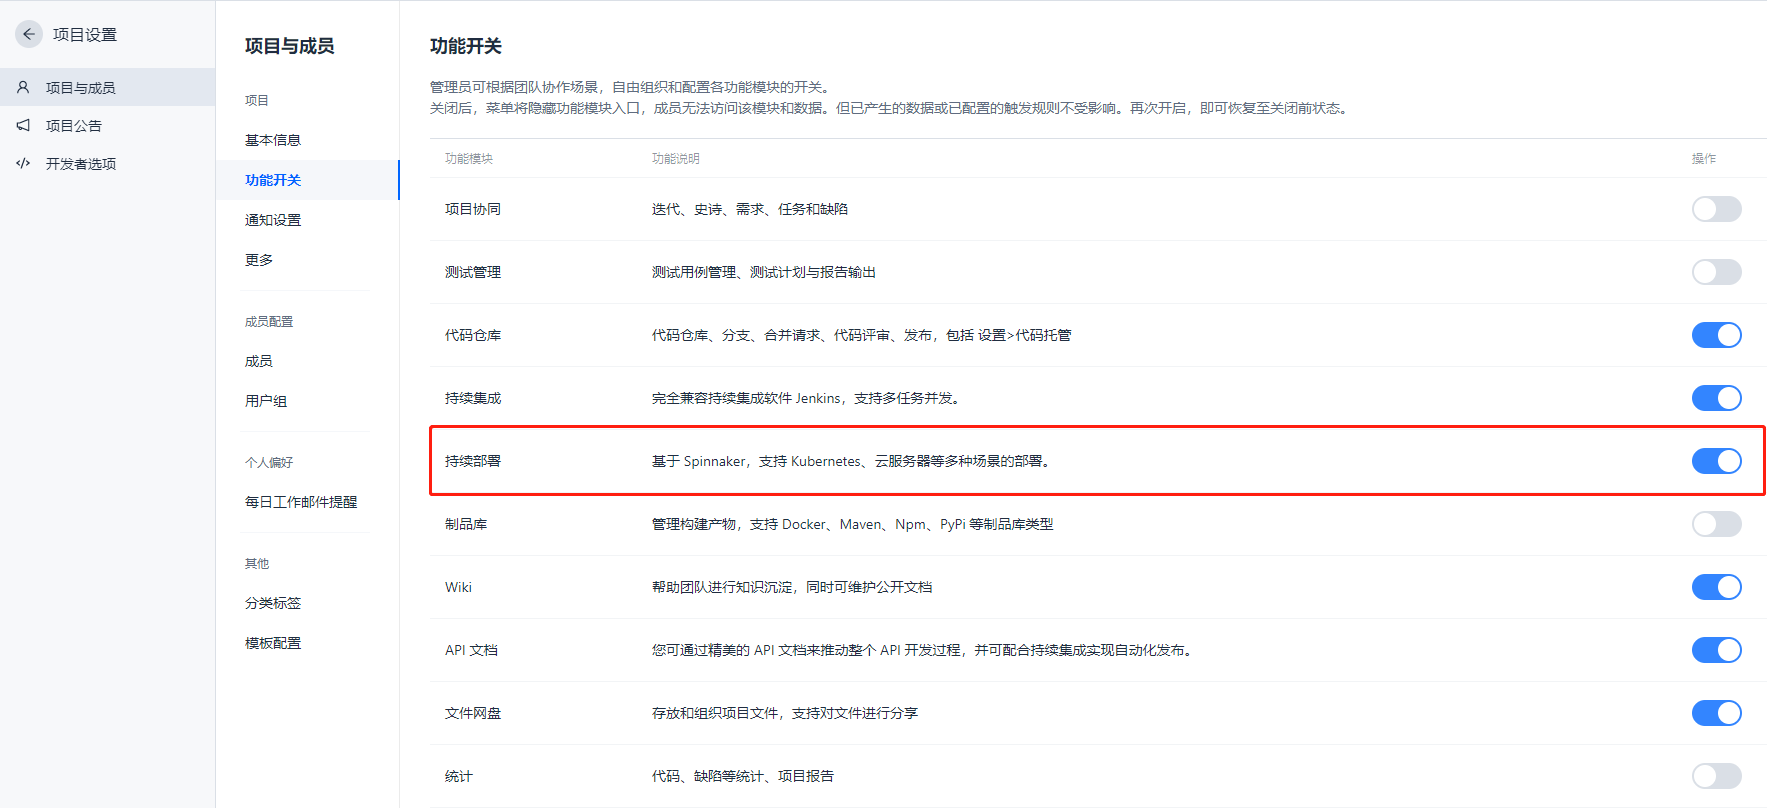 项目设置
项目与成员
项目公告
开发者选项
项目与成员
项目
基本信息
功能开关
通知设置
更多
成员配置
成员
用户组
个人偏好
每日工作邮件提醒
其他
分类标签
模板配置
功能开关
管理员可根据团队协作场景，自由组织和配置各功能模块的开关。
关闭后，菜单将隐藏功能模块入口，成员无法访问该模块和数据。但已产生的数据或已配置的触发规则不受影响。再次开启，即可恢复至关闭前状态。
功能模块 功能说明 操作
项目协同 迭代、史诗、需求、任务和缺陷
测试管理 测试用例管理、测试计划与报告输出
代码仓库 代码仓库、分支、合并请求、代码评审、发布，包括 设置>代码托管
持续集成 完全兼容持续集成软件 Jenkins，支持多任务并发。
持续部署 基于 Spinnaker，支持 Kubernetes、云服务器等多种场景的部署。
制品库 管理构建产物，支持 Docker、Maven、Npm、PyPi 等制品库类型
Wiki 帮助团队进行知识沉淀，同时可维护公开文档
API 文档 您可通过精美的 API 文档来推动整个 API 开发过程，并可配合持续集成实现自动化发布。
文件网盘 存放和组织项目文件，支持对文件进行分享
统计 代码、缺陷等统计、项目报告